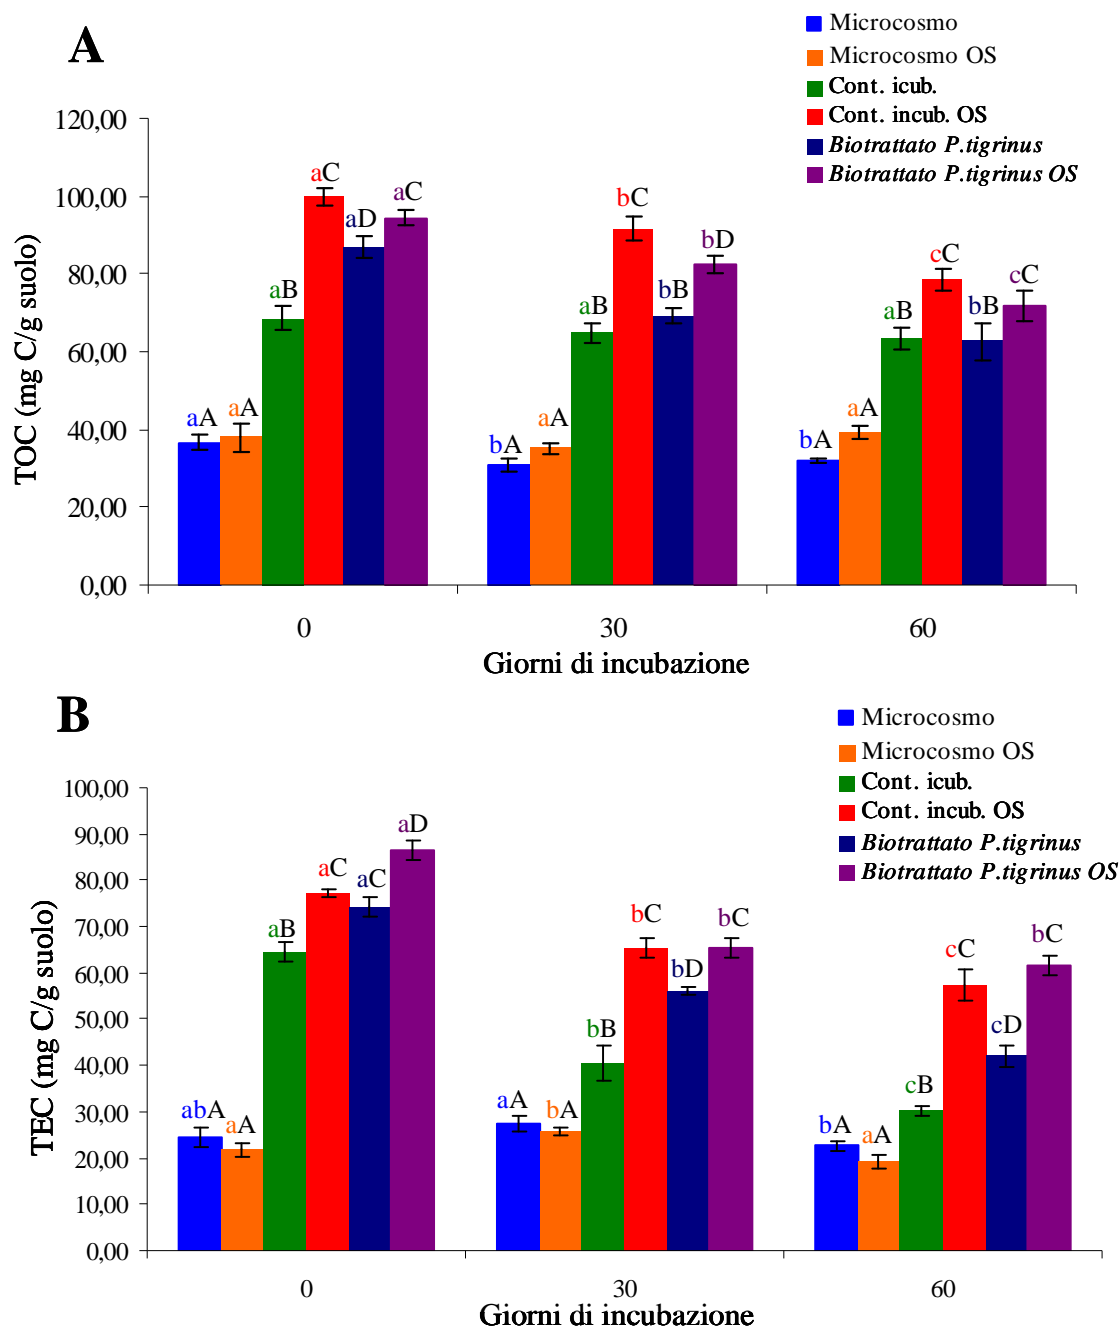 A
Microcosmo
Microcosmo OS
Cont. icub.
Cont. incub. OS
Biotrattato P.tigrinus
Biotrattato P.tigrinus OS
TOC (mg C/g suolo)
120,00
100,00
80,00
60,00
40,00
20,00
0,00
aA aA aB aC aD aC
bA aA aB bC bB bD
bA aA aB cC bB cC
0 30 60
Giorni di incubazione
B
Microcosmo
Microcosmo OS
Cont. icub.
Cont. incub. OS
Biotrattato P.tigrinus
Biotrattato P.tigrinus OS
TEC (mg C/g suolo)
100,00
90,00
80,00
70,00
60,00
50,00
40,00
30,00
20,00
10,00
0,00
abA aA aB aC aC aD
aA bA bB bC bD bC
bA aA cB cC cD bC
0 30 60
Giorni di incubazione